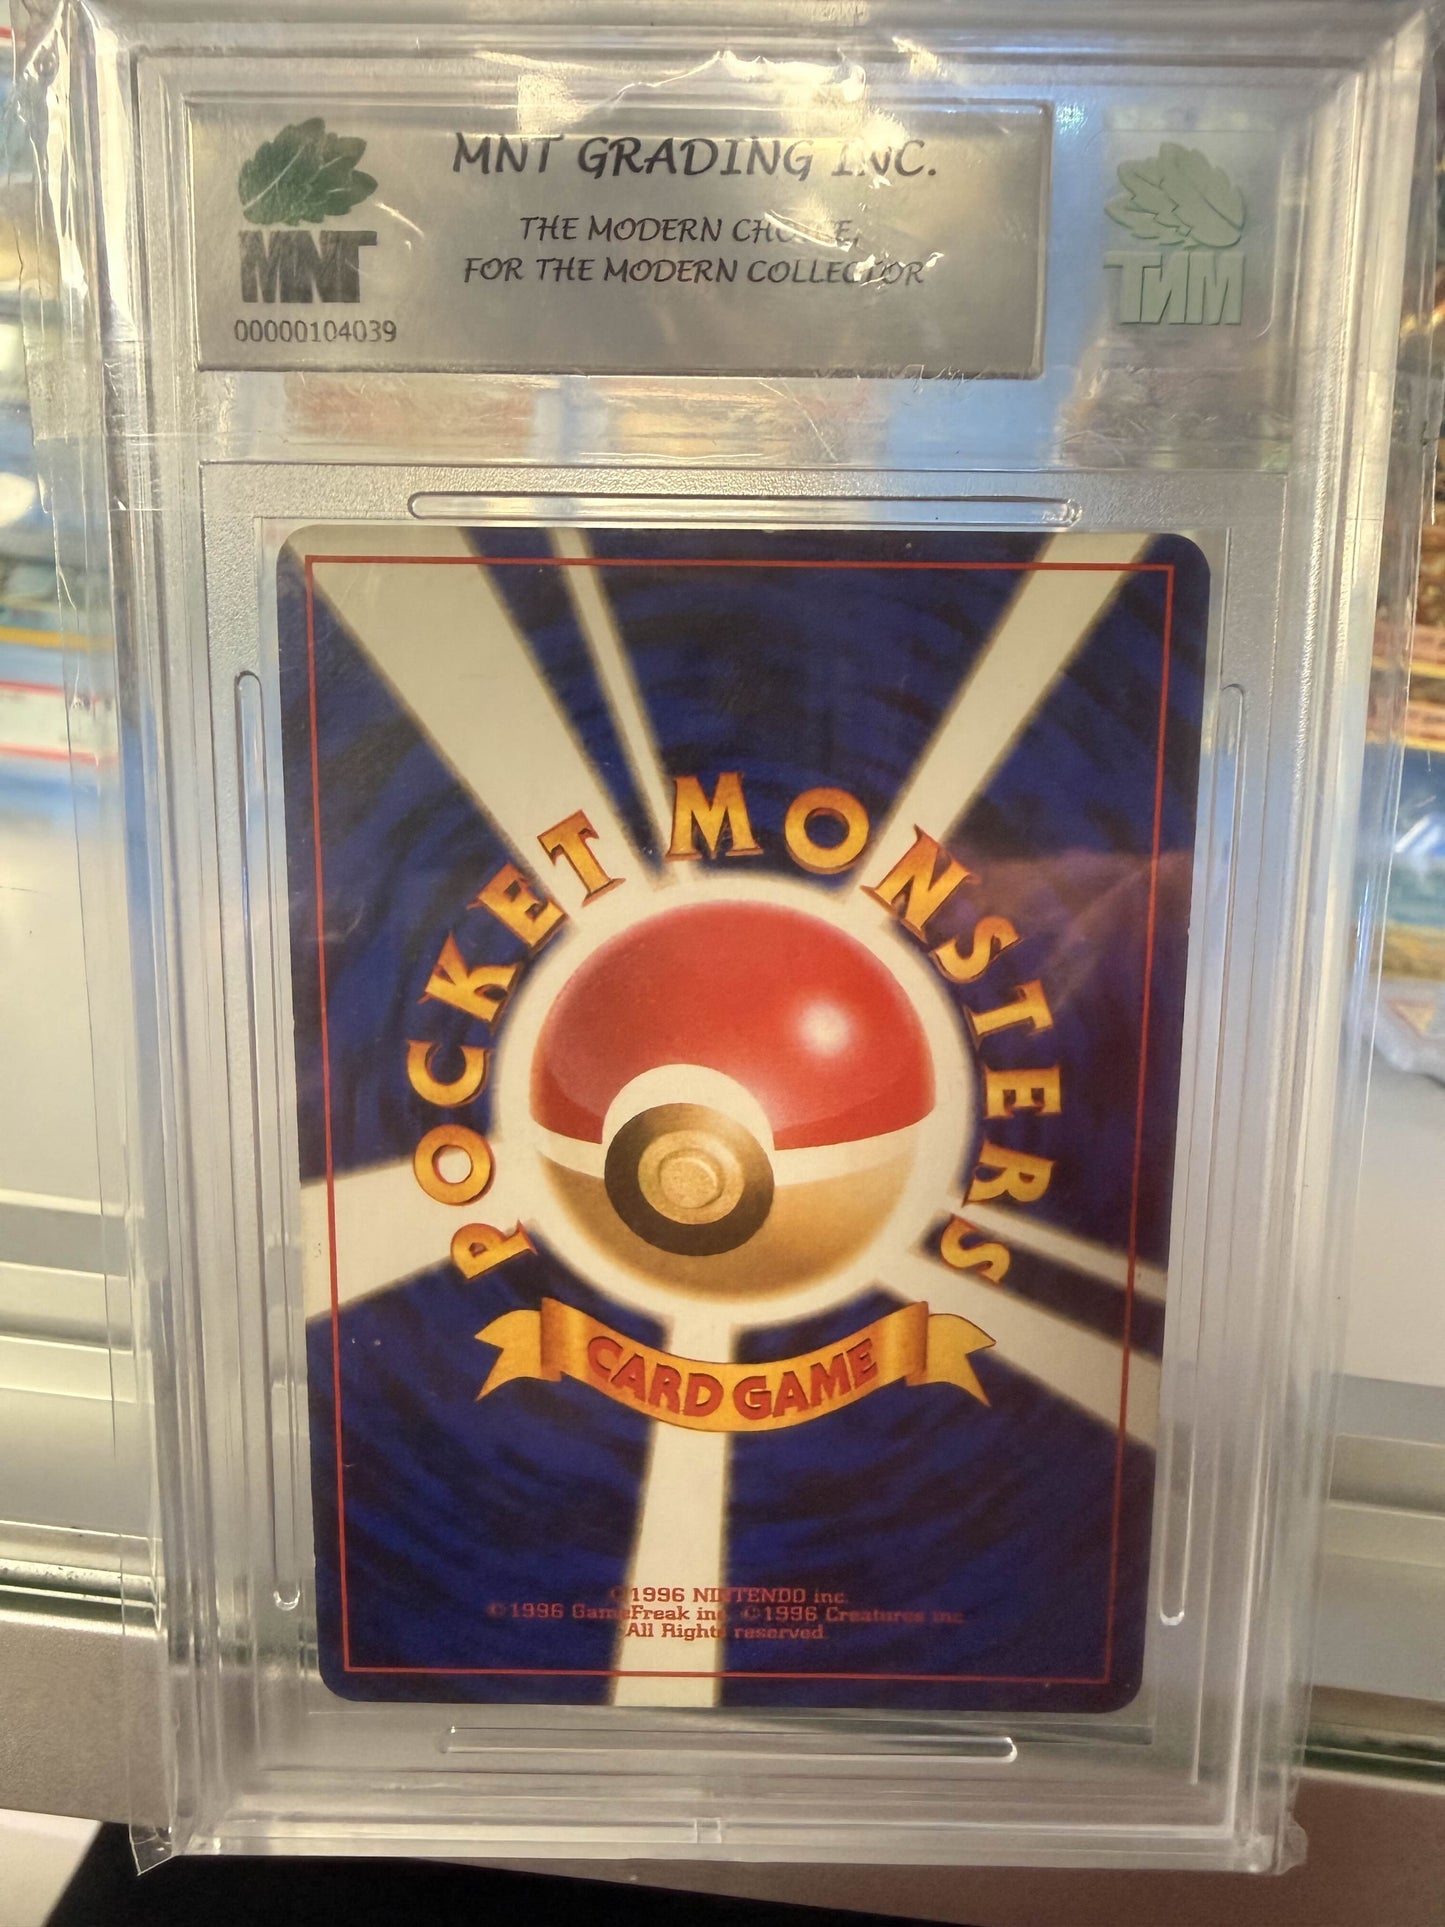 MNT GRADING INC.
THE MODERN CHOICE,
FOR THE MODERN COLLECTOR
MNT
00000104039
MNT
POCKET MONSTERS
CARD GAME
©1996 NINTENDO inc.
©1996 GameFreak inc. ©1996 Creatures inc.
All Rights reserved.